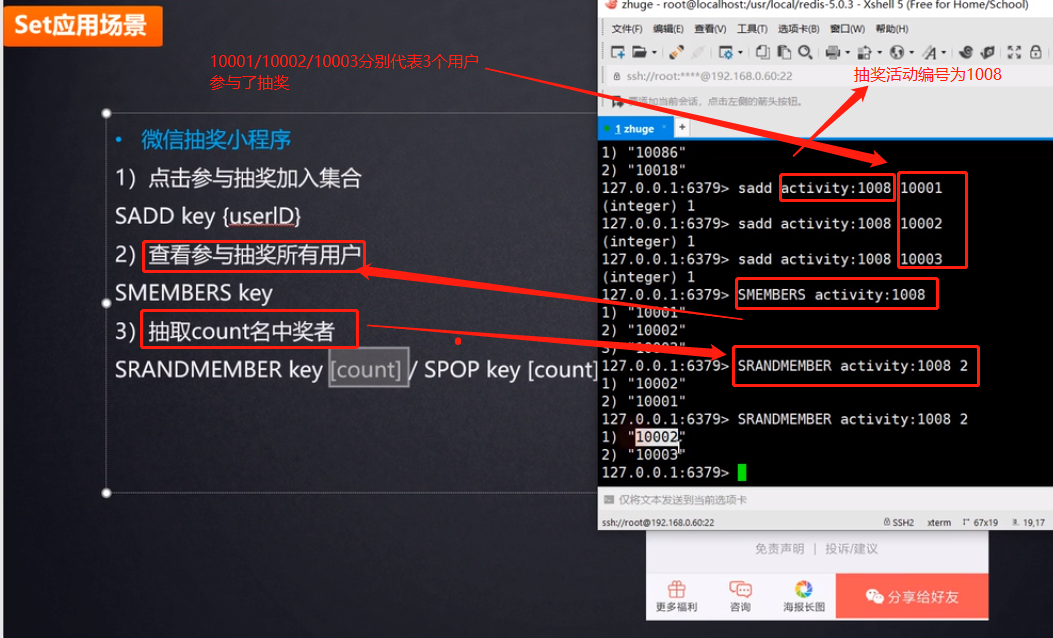 Set应用场景
10001/10002/10003分别代表3个用户
参与了抽奖
• 微信抽奖小程序
1）点击参与抽奖加入集合
SADD key {userID}
2）查看参与抽奖所有用户
SMEMBERS key
3）抽取count名中奖者
SRANDMEMBER key [count] / SPOP key [count]
zhuge - root@localhost:/usr/local/redis-5.0.3 - Xshell 5 (Free for Home/School)
文件(F) 编辑(E) 查看(V) 工具(T) 选项卡(B) 窗口(W) 帮助(H)
ssh://root:****@192.168.0.60:22
抽奖活动编号为1008
要添加当前会话，点击左侧的箭头按钮。
1 zhuge
1) "10086"
2) "10018"
127.0.0.1:6379> sadd activity:1008 10001
(integer) 1
127.0.0.1:6379> sadd activity:1008 10002
(integer) 1
127.0.0.1:6379> sadd activity:1008 10003
(integer) 1
127.0.0.1:6379> SMEMBERS activity:1008
1) "10001"
2) "10002"
3) "10003"
127.0.0.1:6379> SRANDMEMBER activity:1008 2
1) "10002"
2) "10001"
127.0.0.1:6379> SRANDMEMBER activity:1008 2
1) "10002"
2) "10003"
127.0.0.1:6379>
仅将文本发送到当前选项卡
ssh://root@192.168.0.60:22 SSH2 xterm 67x19 19,17
免责声明 | 投诉/建议
更多福利 咨询 海报长图 分享给好友